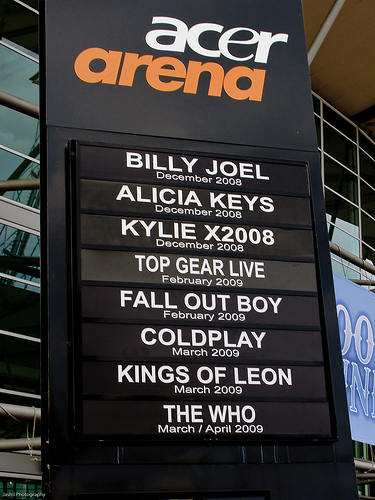 acer
arena
BILLY JOEL
December 2008
ALICIA KEYS
December 2008
KYLIE X2008
December 2008
TOP GEAR LIVE
February 2009
FALL OUT BOY
February 2009
COLDPLAY
March 2009
KINGS OF LEON
March 2009
THE WHO
March / April 2009
Photography